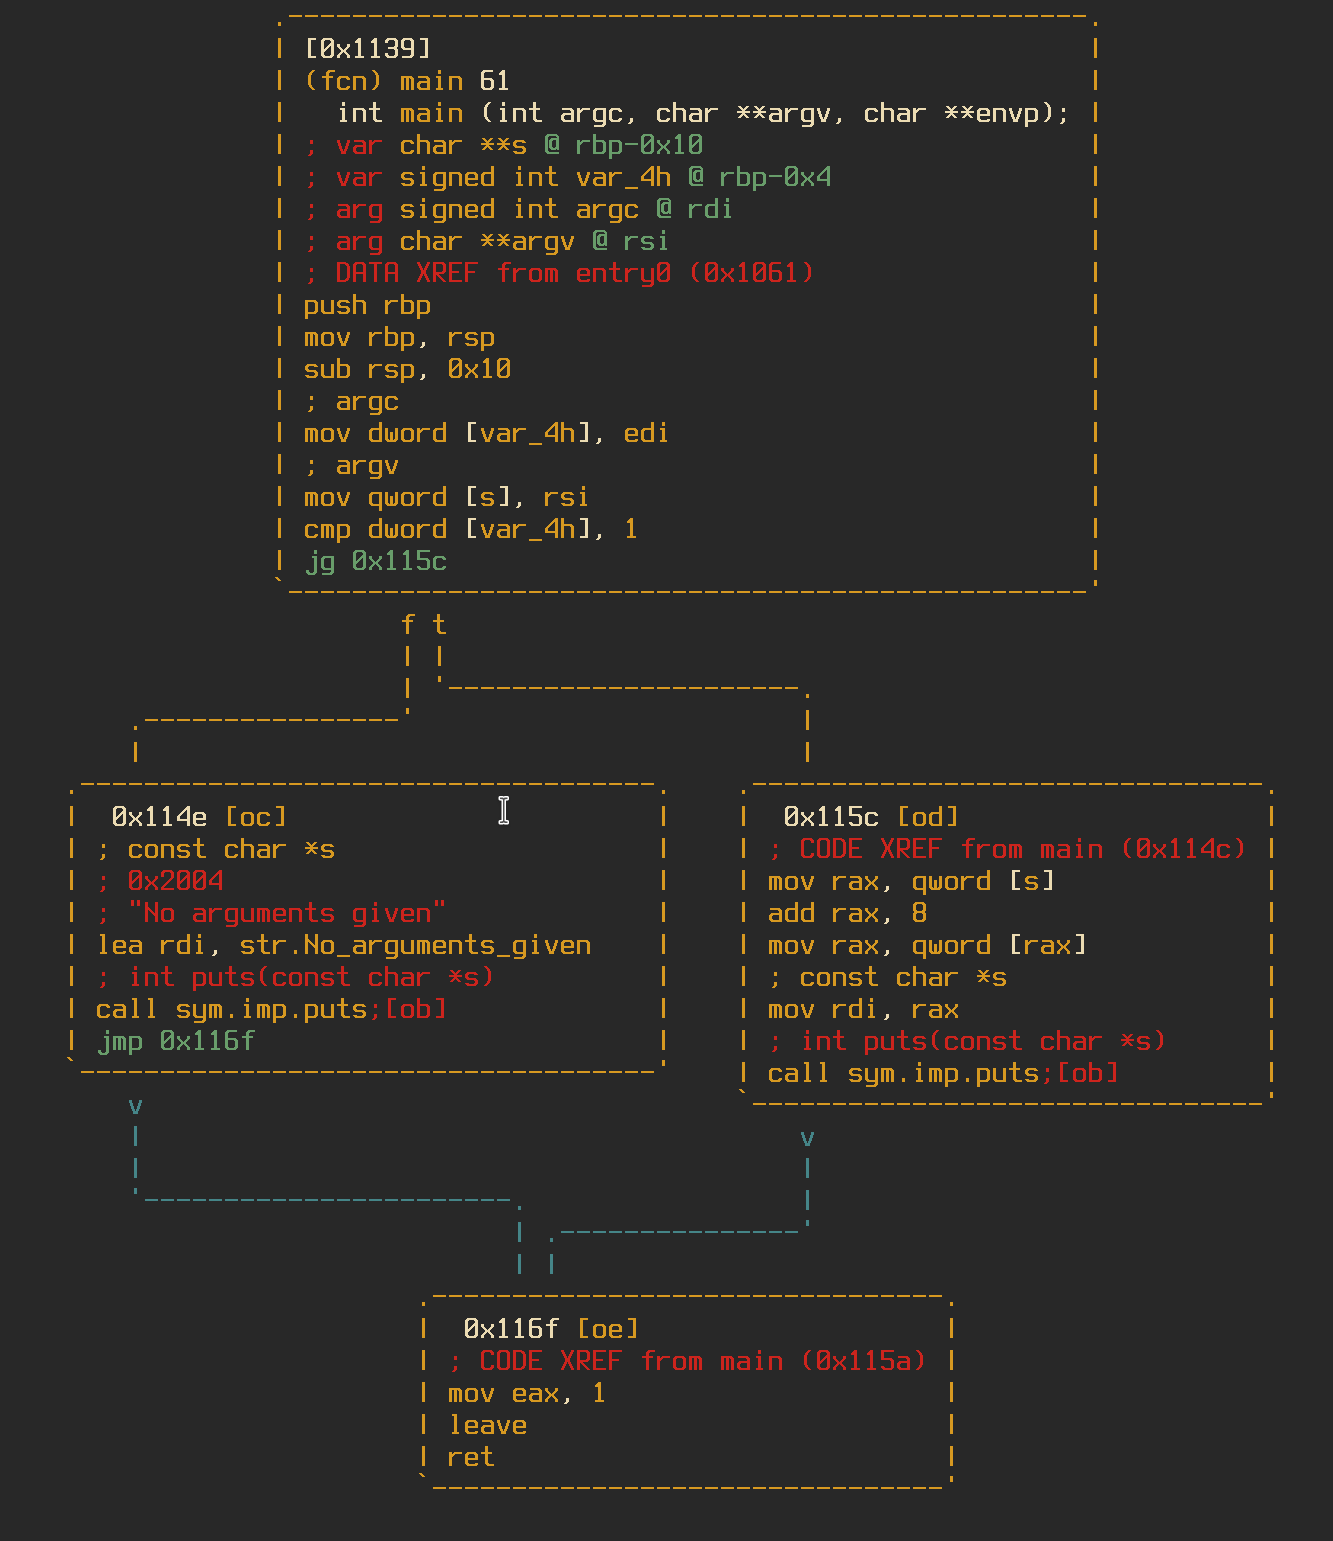 [0x1139]
(fcn) main 61
int main (int argc, char **argv, char **envp);
; var char **s @ rbp-0x10
; var signed int var_4h @ rbp-0x4
; arg signed int argc @ rdi
; arg char **argv @ rsi
; DATA XREF from entry0 (0x1061)
push rbp
mov rbp, rsp
sub rsp, 0x10
; argc
mov dword [var_4h], edi
; argv
mov qword [s], rsi
cmp dword [var_4h], 1
jg 0x115c
f t
0x114e [oc]
; const char *s
; 0x2004
; "No arguments given"
lea rdi, str.No_arguments_given
; int puts(const char *s)
call sym.imp.puts;[ob]
jmp 0x116f
v
0x115c [od]
; CODE XREF from main (0x114c)
mov rax, qword [s]
add rax, 8
mov rax, qword [rax]
; const char *s
mov rdi, rax
; int puts(const char *s)
call sym.imp.puts;[ob]
v
0x116f [oe]
; CODE XREF from main (0x115a)
mov eax, 1
leave
ret